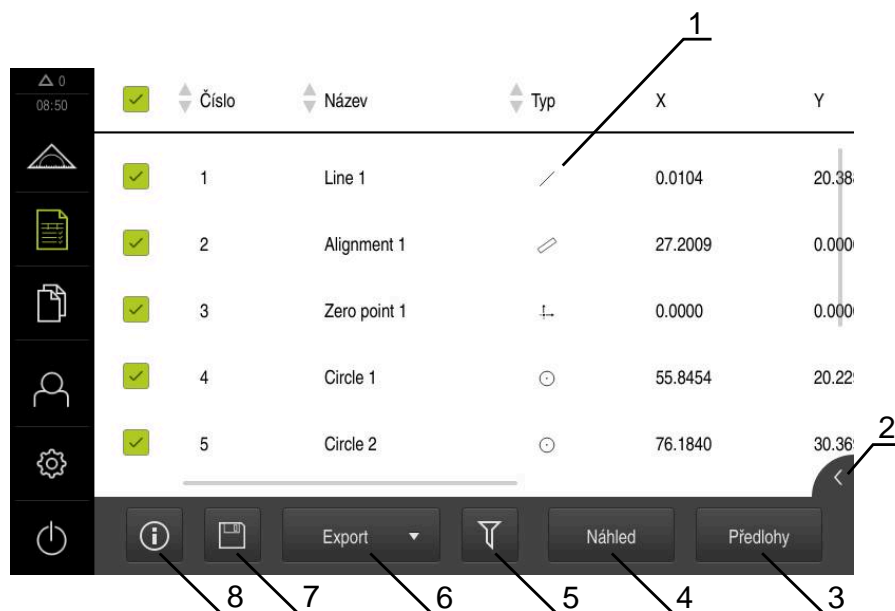 1
0
08:50
Číslo Název Typ X Y
1 Line 1 0.0104 20.38
2 Alignment 1 27.2009 0.000
3 Zero point 1 0.0000 0.000
4 Circle 1 55.8454 20.22
5 Circle 2 76.1840 30.36
2
Export Náhled Předlohy
8 7 6 5 4 3